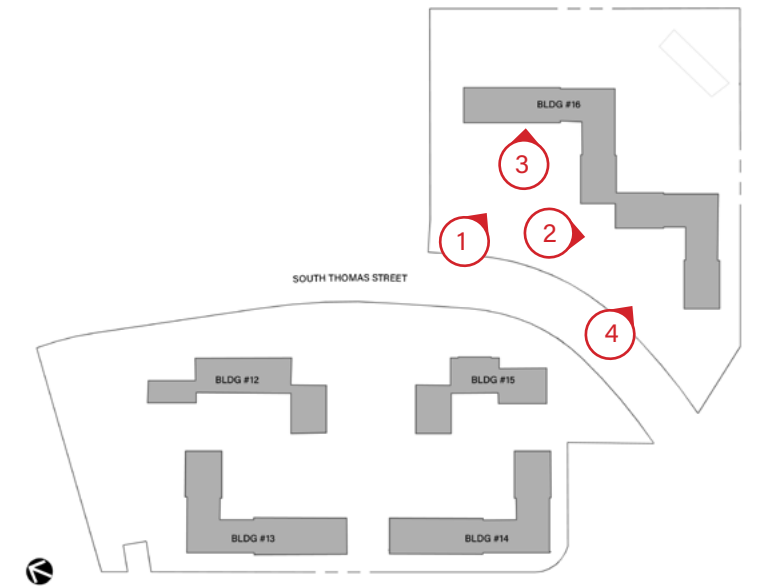 BLDG #16
3
1
2
SOUTH THOMAS STREET
4
BLDG #12
BLDG #15
BLDG #13
BLDG #14